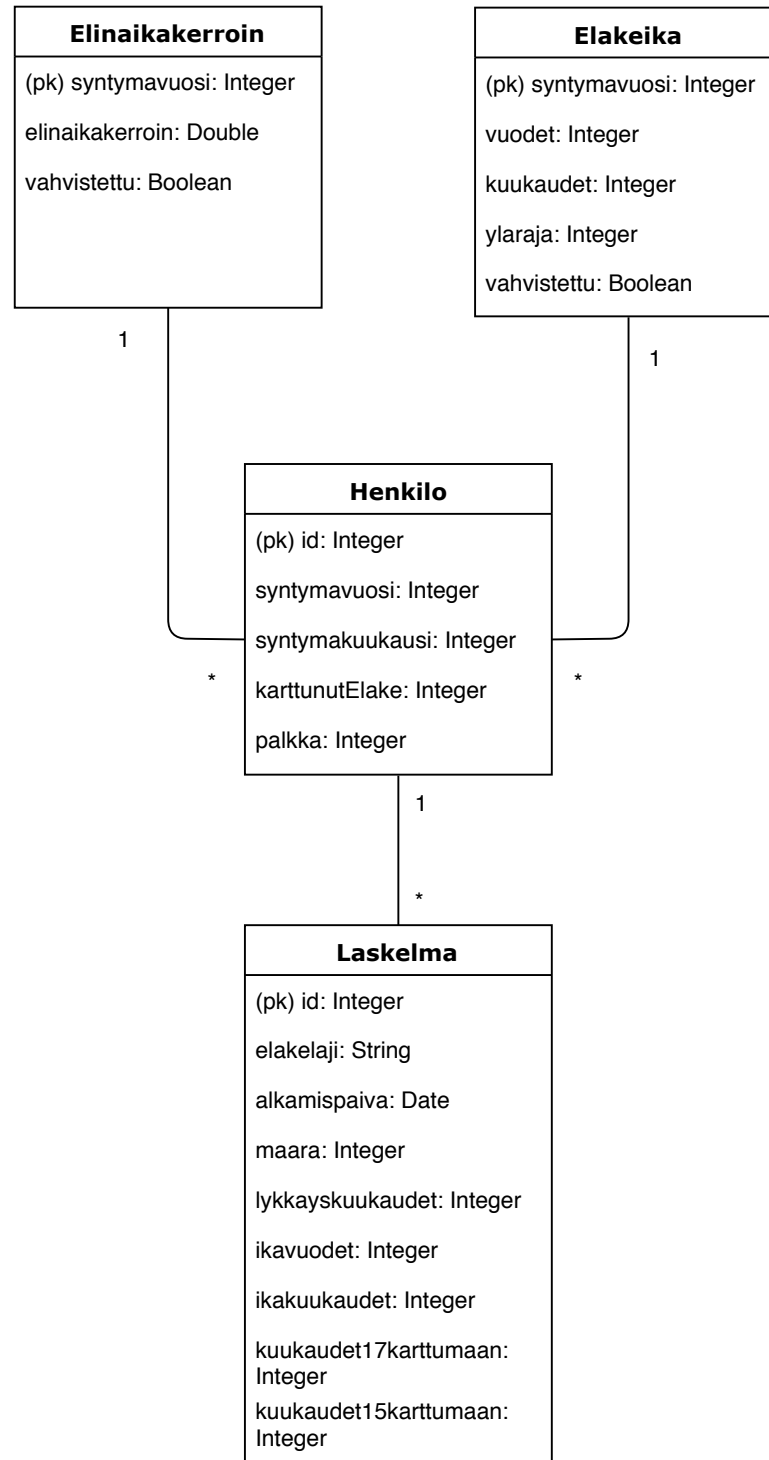 Elinaikakerroin
(pk) syntymavuosi: Integer
elinaikakerroin: Double
vahvistettu: Boolean
Elakeika
(pk) syntymavuosi: Integer
vuodet: Integer
kuukaudet: Integer
ylaraja: Integer
vahvistettu: Boolean
1
1
Henkilo
(pk) id: Integer
syntymavuosi: Integer
syntymakuukausi: Integer
karttunutElake: Integer
palkka: Integer
*
*
1
*
Laskelma
(pk) id: Integer
elakelaji: String
alkamispaiva: Date
maara: Integer
lykkayskuukaudet: Integer
ikavuodet: Integer
ikakuukaudet: Integer
kuukaudet17karttumaan:
Integer
kuukaudet15karttumaan:
Integer